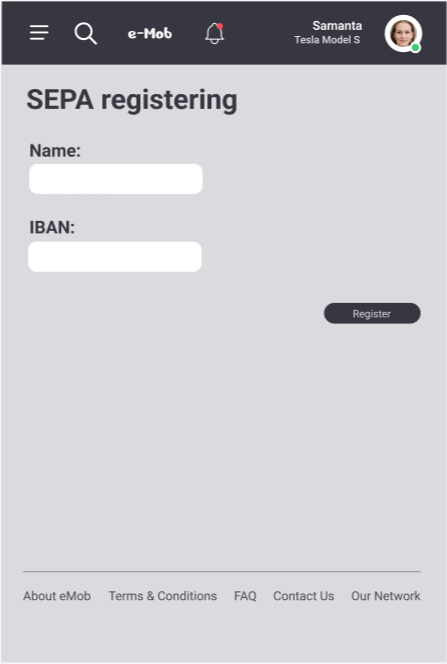 e-Mob
Samanta
Tesla Model S
SEPA registering
Name:
IBAN:
Register
About eMob Terms & Conditions FAQ Contact Us Our Network